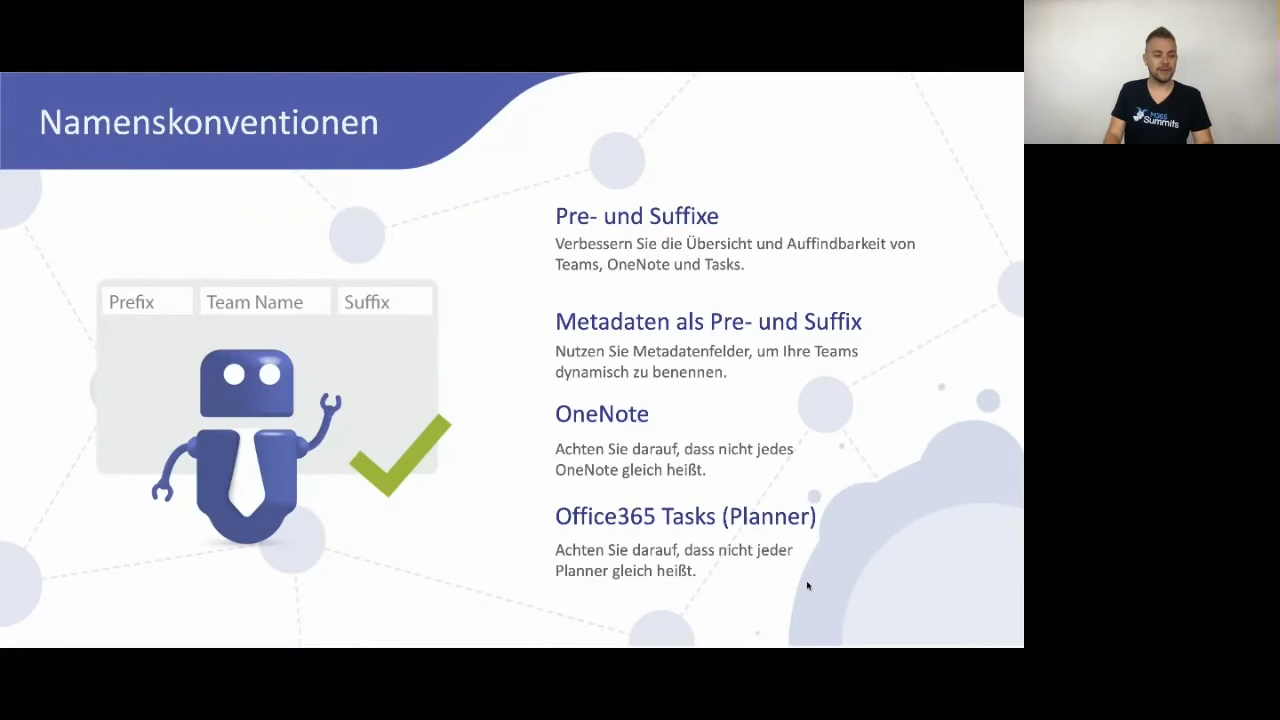 Namenskonventionen
Prefix
Team Name
Suffix
Pre- und Suffixe
Verbessern Sie die Übersicht und Auffindbarkeit von
Teams, OneNote und Tasks.
Metadaten als Pre- und Suffix
Nutzen Sie Metadatenfelder, um Ihre Teams
dynamisch zu benennen.
OneNote
Achten Sie darauf, dass nicht jedes
OneNote gleich heißt.
Office365 Tasks (Planner)
Achten Sie darauf, dass nicht jeder
Planner gleich heißt.
M365
Summits